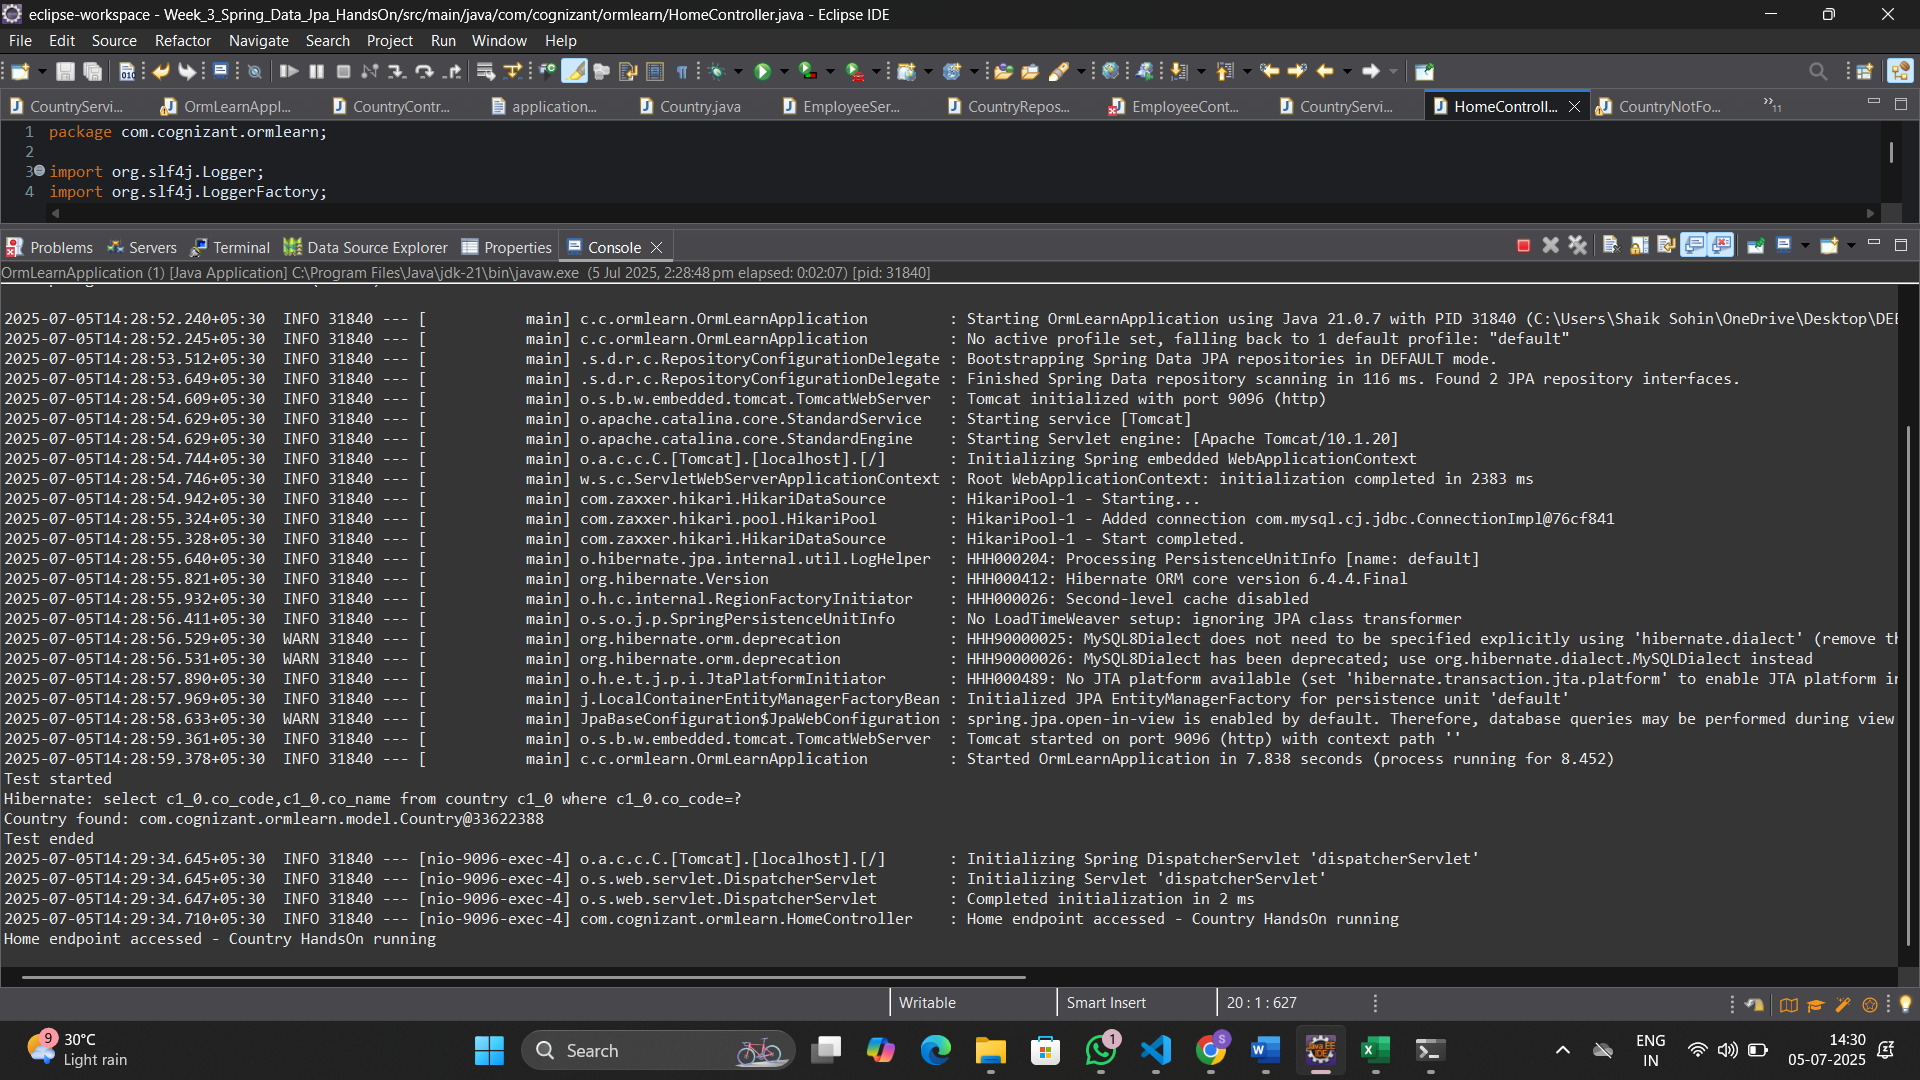 eclipse-workspace - Week_3_Spring_Data_Jpa_HandsOn/src/main/java/com/cognizant/ormlearn/HomeController.java - Eclipse IDE
File Edit Source Refactor Navigate Search Project Run Window Help
CountryServi... OrmLearnAppl... CountryContr... application... Country.java EmployeeSer... CountryRepos... EmployeeCont... CountryServi... HomeControll... CountryNotFo... »11
1 package com.cognizant.ormlearn;
2
3 import org.slf4j.Logger;
4 import org.slf4j.LoggerFactory;
Problems Servers Terminal Data Source Explorer Properties Console
OrmLearnApplication (1) [Java Application] C:\Program Files\Java\jdk-21\bin\javaw.exe (5 Jul 2025, 2:28:48 pm elapsed: 0:02:07) [pid: 31840]
2025-07-05T14:28:52.240+05:30  INFO 31840 --- [           main] c.c.ormlearn.OrmLearnApplication         : Starting OrmLearnApplication using Java 21.0.7 with PID 31840 (C:\Users\Shaik Sohin\OneDrive\Desktop\DEE
2025-07-05T14:28:52.245+05:30  INFO 31840 --- [           main] c.c.ormlearn.OrmLearnApplication         : No active profile set, falling back to 1 default profile: "default"
2025-07-05T14:28:53.512+05:30  INFO 31840 --- [           main] .s.d.r.c.RepositoryConfigurationDelegate : Bootstrapping Spring Data JPA repositories in DEFAULT mode.
2025-07-05T14:28:53.649+05:30  INFO 31840 --- [           main] .s.d.r.c.RepositoryConfigurationDelegate : Finished Spring Data repository scanning in 116 ms. Found 2 JPA repository interfaces.
2025-07-05T14:28:54.609+05:30  INFO 31840 --- [           main] o.s.b.w.embedded.tomcat.TomcatWebServer  : Tomcat initialized with port 9096 (http)
2025-07-05T14:28:54.629+05:30  INFO 31840 --- [           main] o.apache.catalina.core.StandardService   : Starting service [Tomcat]
2025-07-05T14:28:54.629+05:30  INFO 31840 --- [           main] o.apache.catalina.core.StandardEngine    : Starting Servlet engine: [Apache Tomcat/10.1.20]
2025-07-05T14:28:54.744+05:30  INFO 31840 --- [           main] o.a.c.c.C.[Tomcat].[localhost].[/]       : Initializing Spring embedded WebApplicationContext
2025-07-05T14:28:54.746+05:30  INFO 31840 --- [           main] w.s.c.ServletWebServerApplicationContext : Root WebApplicationContext: initialization completed in 2383 ms
2025-07-05T14:28:54.942+05:30  INFO 31840 --- [           main] com.zaxxer.hikari.HikariDataSource       : HikariPool-1 - Starting...
2025-07-05T14:28:55.324+05:30  INFO 31840 --- [           main] com.zaxxer.hikari.pool.HikariPool        : HikariPool-1 - Added connection com.mysql.cj.jdbc.ConnectionImpl@76cf841
2025-07-05T14:28:55.328+05:30  INFO 31840 --- [           main] com.zaxxer.hikari.HikariDataSource       : HikariPool-1 - Start completed.
2025-07-05T14:28:55.640+05:30  INFO 31840 --- [           main] o.hibernate.jpa.internal.util.LogHelper  : HHH000204: Processing PersistenceUnitInfo [name: default]
2025-07-05T14:28:55.821+05:30  INFO 31840 --- [           main] org.hibernate.Version                    : HHH000412: Hibernate ORM core version 6.4.4.Final
2025-07-05T14:28:55.932+05:30  INFO 31840 --- [           main] o.h.c.internal.RegionFactoryInitiator    : HHH000026: Second-level cache disabled
2025-07-05T14:28:56.411+05:30  INFO 31840 --- [           main] o.s.o.j.p.SpringPersistenceUnitInfo      : No LoadTimeWeaver setup: ignoring JPA class transformer
2025-07-05T14:28:56.529+05:30  WARN 31840 --- [           main] org.hibernate.orm.deprecation            : HHH90000025: MySQL8Dialect does not need to be specified explicitly using 'hibernate.dialect' (remove th
2025-07-05T14:28:56.531+05:30  WARN 31840 --- [           main] org.hibernate.orm.deprecation            : HHH90000026: MySQL8Dialect has been deprecated; use org.hibernate.dialect.MySQLDialect instead
2025-07-05T14:28:57.890+05:30  INFO 31840 --- [           main] o.h.e.t.j.p.i.JtaPlatformInitiator       : HHH000489: No JTA platform available (set 'hibernate.transaction.jta.platform' to enable JTA platform in
2025-07-05T14:28:57.969+05:30  INFO 31840 --- [           main] j.LocalContainerEntityManagerFactoryBean : Initialized JPA EntityManagerFactory for persistence unit 'default'
2025-07-05T14:28:58.633+05:30  WARN 31840 --- [           main] JpaBaseConfiguration$JpaWebConfiguration : spring.jpa.open-in-view is enabled by default. Therefore, database queries may be performed during view
2025-07-05T14:28:59.361+05:30  INFO 31840 --- [           main] o.s.b.w.embedded.tomcat.TomcatWebServer  : Tomcat started on port 9096 (http) with context path ''
2025-07-05T14:28:59.378+05:30  INFO 31840 --- [           main] c.c.ormlearn.OrmLearnApplication         : Started OrmLearnApplication in 7.838 seconds (process running for 8.452)
Test started
Hibernate: select c1_0.co_code,c1_0.co_name from country c1_0 where c1_0.co_code=?
Country found: com.cognizant.ormlearn.model.Country@33622388
Test ended
2025-07-05T14:29:34.645+05:30  INFO 31840 --- [nio-9096-exec-4] o.a.c.c.C.[Tomcat].[localhost].[/]       : Initializing Spring DispatcherServlet 'dispatcherServlet'
2025-07-05T14:29:34.645+05:30  INFO 31840 --- [nio-9096-exec-4] o.s.web.servlet.DispatcherServlet        : Initializing Servlet 'dispatcherServlet'
2025-07-05T14:29:34.647+05:30  INFO 31840 --- [nio-9096-exec-4] o.s.web.servlet.DispatcherServlet        : Completed initialization in 2 ms
2025-07-05T14:29:34.710+05:30  INFO 31840 --- [nio-9096-exec-4] com.cognizant.ormlearn.HomeController    : Home endpoint accessed - Country HandsOn running
Home endpoint accessed - Country HandsOn running
Writable Smart Insert 20 : 1 : 627
9 30°C
Light rain
Search
1
S
ENG
IN
14:30
05-07-2025